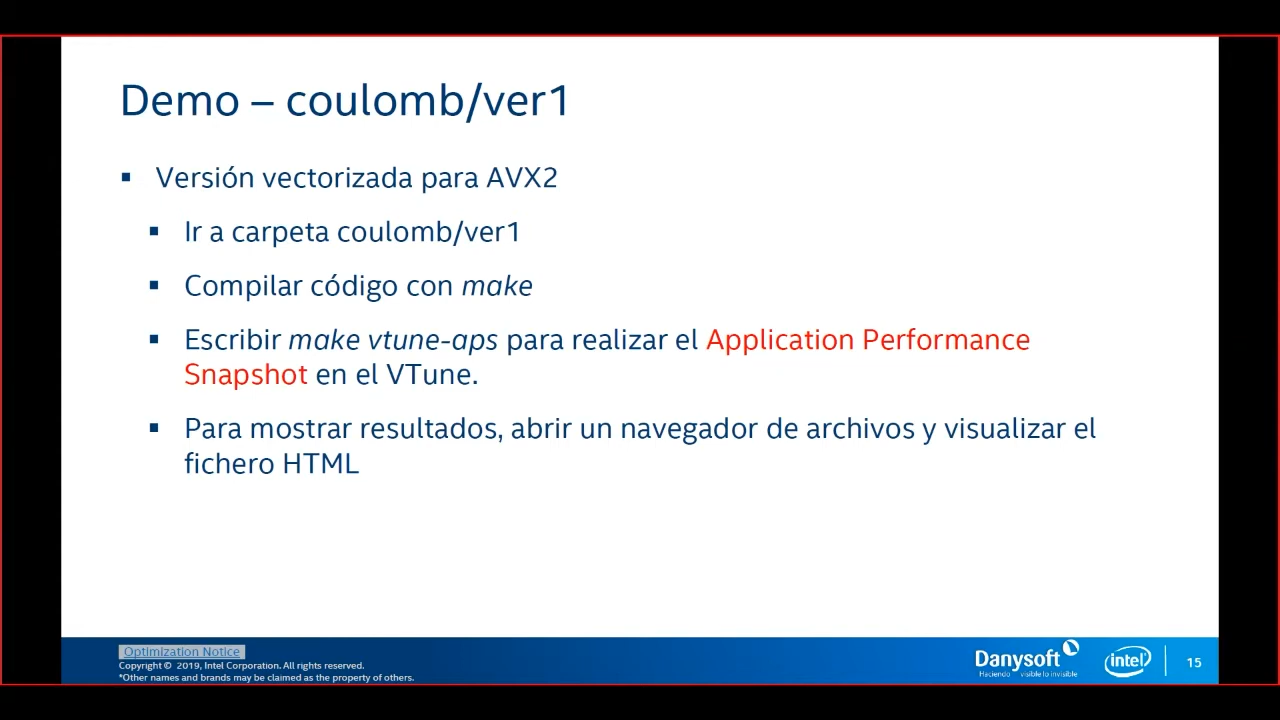 Demo – coulomb/ver1
▪ Versión vectorizada para AVX2
▪ Ir a carpeta coulomb/ver1
▪ Compilar código con make
▪ Escribir make vtune-aps para realizar el Application Performance
Snapshot en el VTune.
▪ Para mostrar resultados, abrir un navegador de archivos y visualizar el
fichero HTML
Optimization Notice
Copyright © 2019, Intel Corporation. All rights reserved.
*Other names and brands may be claimed as the property of others.
Danysoft
Haciendo visible lo invisible
intel
15